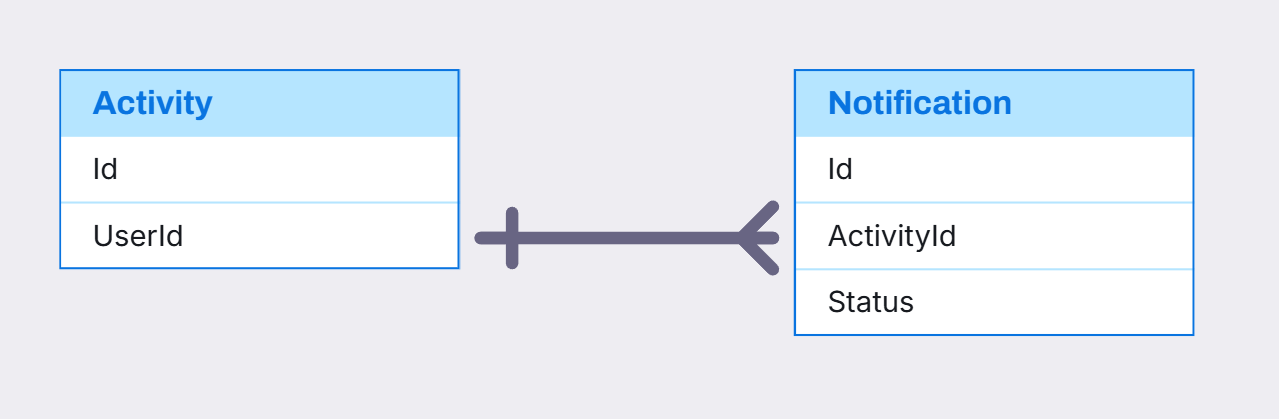 Activity
Id
UserId
Notification
Id
ActivityId
Status